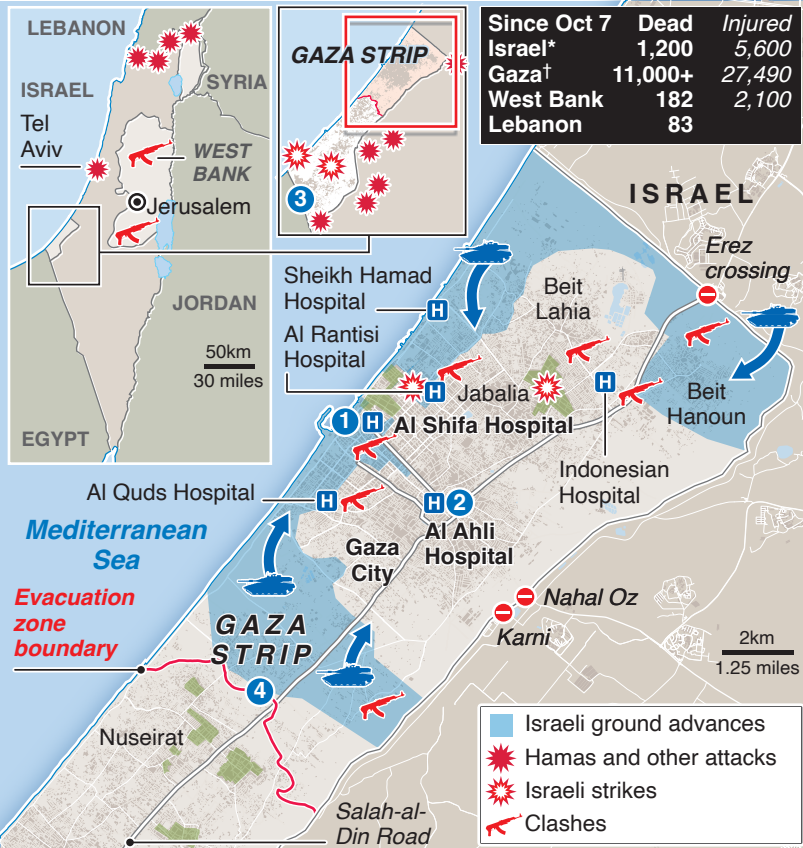 LEBANON
SYRIA
ISRAEL
Tel
Aviv
WEST
BANK
Jerusalem
JORDAN
50km
30 miles
EGYPT
GAZA STRIP
3
Since Oct 7 Dead Injured
Israel* 1,200 5,600
Gaza† 11,000+ 27,490
West Bank 182 2,100
Lebanon 83
ISRAEL
Erez
crossing
Sheikh Hamad
Hospital
H
Beit
Lahia
Al Rantisi
Hospital
H
Jabalia
H
Beit
Hanoun
1
H
Al Shifa Hospital
Indonesian
Hospital
Al Quds Hospital
H
H
2
Al Ahli
Hospital
Mediterranean
Sea
Gaza
City
Evacuation
zone
boundary
GAZA
STRIP
Nahal Oz
Karni
2km
1.25 miles
4
Nuseirat
Salah-al-
Din Road
Israeli ground advances
Hamas and other attacks
Israeli strikes
Clashes